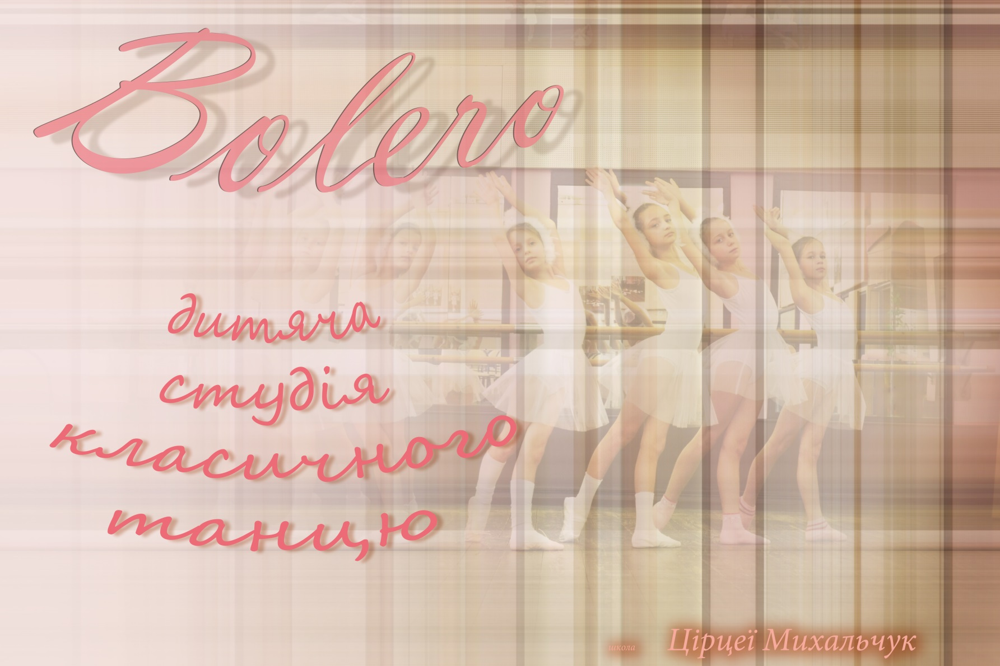 Bolero
дитяча
студія
класичного
танцю
школа Цірцеї Михальчук